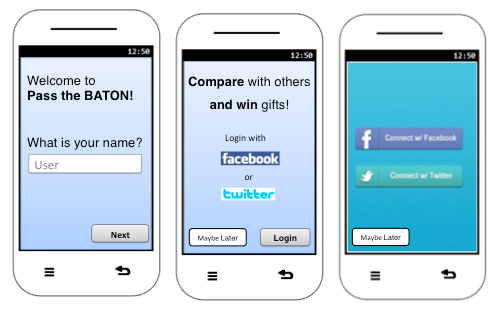 12:50
Welcome to
Pass the BATON!
What is your name?
User
Next
12:50
Compare with others
and win gifts!
Login with
facebook
or
twitter
Maybe Later
Login
12:50
f
Connect w/ Facebook
Connect w/ Twitter
Maybe Later